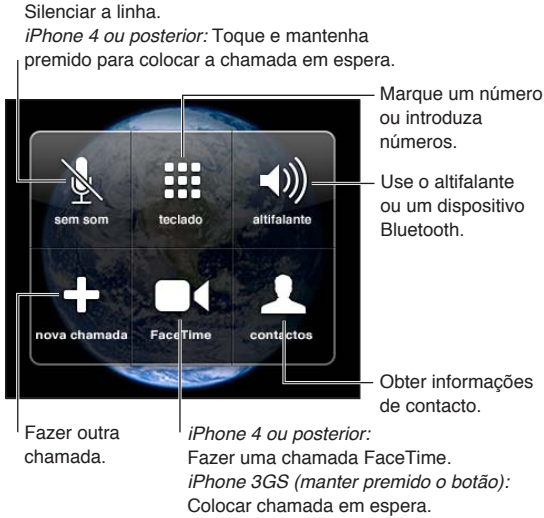 Silenciar a linha.
iPhone 4 ou posterior: Toque e mantenha
premido para colocar a chamada em espera.
Marque um número
ou introduza
números.
Use o altifalante
ou um dispositivo
Bluetooth.
sem som
teclado
altifalante
nova chamada
FaceTime
contactos
Obter informações
de contacto.
Fazer outra
chamada.
iPhone 4 ou posterior:
Fazer uma chamada FaceTime.
iPhone 3GS (manter premido o botão):
Colocar chamada em espera.